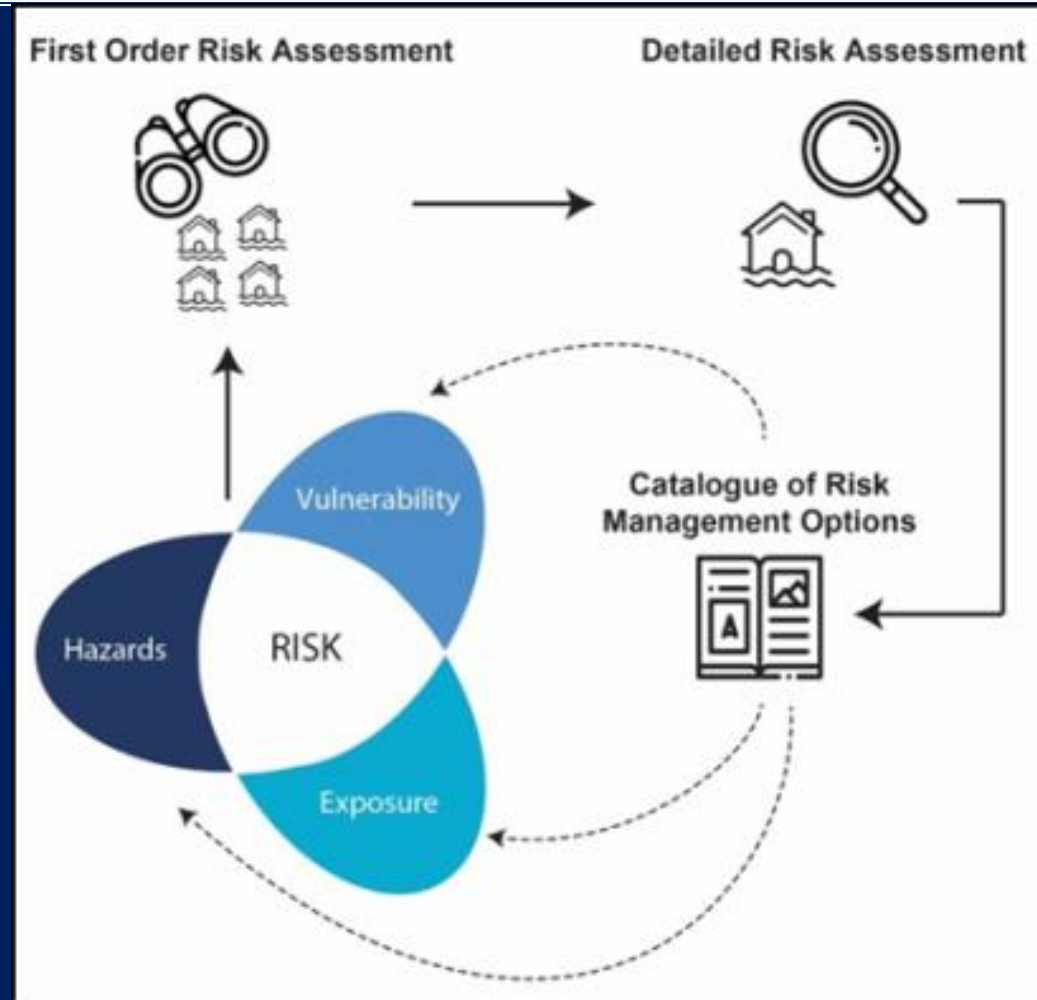 First Order Risk Assessment
Detailed Risk Assessment
Vulnerability
Catalogue of Risk
Management Options
A
Hazards
RISK
Exposure